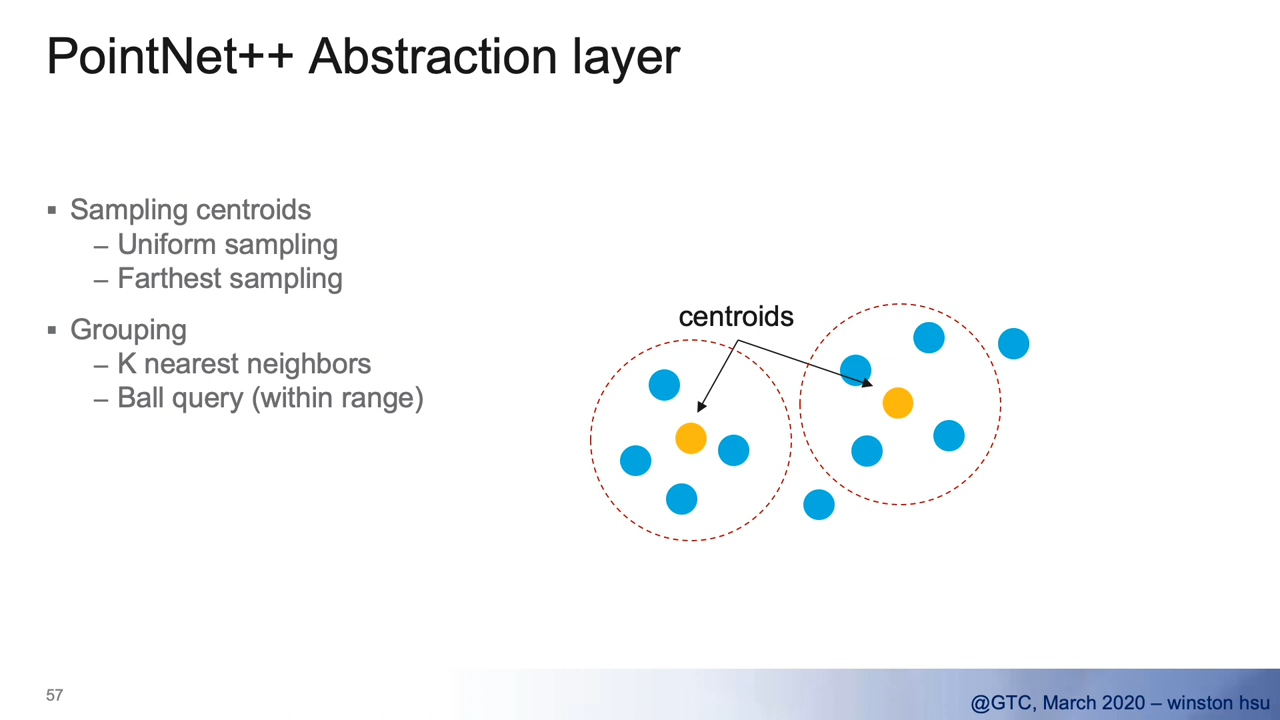 PointNet++ Abstraction layer
▪ Sampling centroids
– Uniform sampling
– Farthest sampling
▪ Grouping
– K nearest neighbors
– Ball query (within range)
centroids
57
@GTC, March 2020 – winston hsu